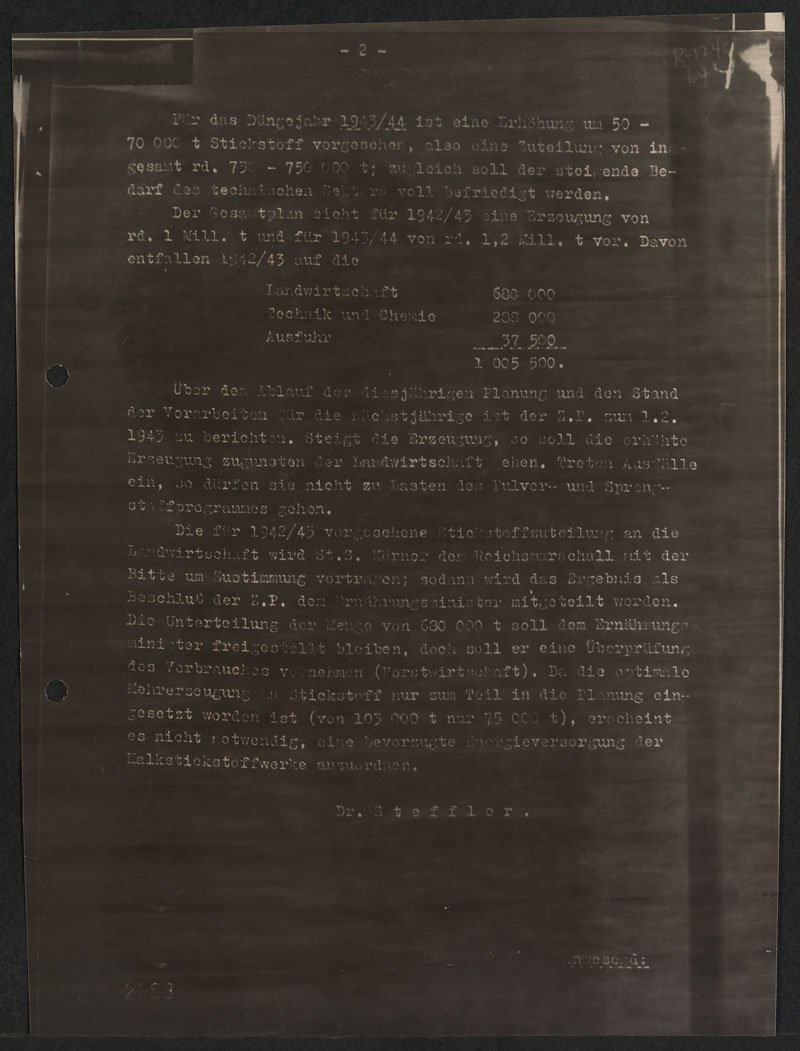 - 2 -
R-124
Für das Düngejahr 1943/44 ist eine Erhöhung um 50 -
70 000 t Stickstoff vorgesehen, also eine Zuteilung von ins-
gesamt rd. 730 - 750 000 t; zugleich soll der steigende Be-
darf des technischen Sektors voll befriedigt werden.
Der Gesamtplan sieht für 1942/43 eine Erzeugung von
rd. 1 Mill. t und für 1943/44 von rd. 1,2 Mill. t vor. Davon
entfallen 1942/43 auf die
Landwirtschaft 680 000
Technik und Chemie 288 000
Ausfuhr 37 500
1 005 500.
Über den Ablauf der diesjährigen Planung und den Stand
der Vorarbeiten für die nächstjährige ist der Z.P. zum 1.2.
1943 zu berichten. Steigt die Erzeugung, so soll die erhöhte
Erzeugung zugunsten der Landwirtschaft gehen. Treten Ausfälle
ein, so dürfen sie nicht zu Lasten des Pulver- und Spreng-
stoffprogrammes gehen.
Die für 1942/43 vorgesehene Stickstoffzuteilung an die
Landwirtschaft wird St.S. Körner dem Reichsmarschall mit der
Bitte um Zustimmung vortragen; sodann wird das Ergebnis als
Beschluß der Z.P. dem Ernährungsminister mitgeteilt werden.
Die Unterteilung der Menge von 680 000 t soll dem Ernährungs-
minister freigestellt bleiben, doch soll er eine Überprüfung
des Verbrauches vornehmen (Forstwirtschaft). Da die optimale
Mehrerzeugung an Stickstoff nur zum Teil in die Planung ein-
gesetzt worden ist (von 103 000 t nur 75 000 t), erscheint
es nicht notwendig, eine bevorzugte Energieversorgung der
Kalkstickstoffwerke anzuordnen.
Dr. S t e f f l e r .
Anwesend: